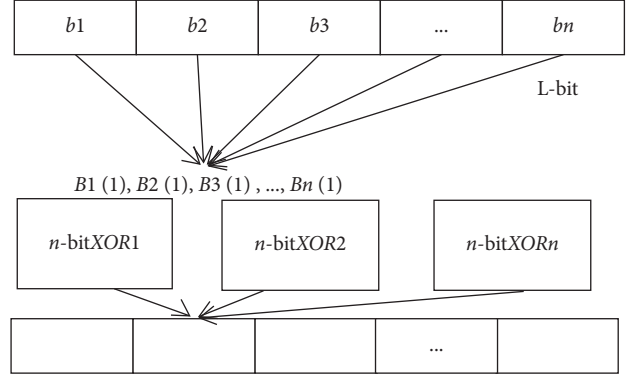 b1 b2 b3 ... bn
L-bit
B1 (1), B2 (1), B3 (1) , ..., Bn (1)
n-bitXOR1 n-bitXOR2 n-bitXORn
...